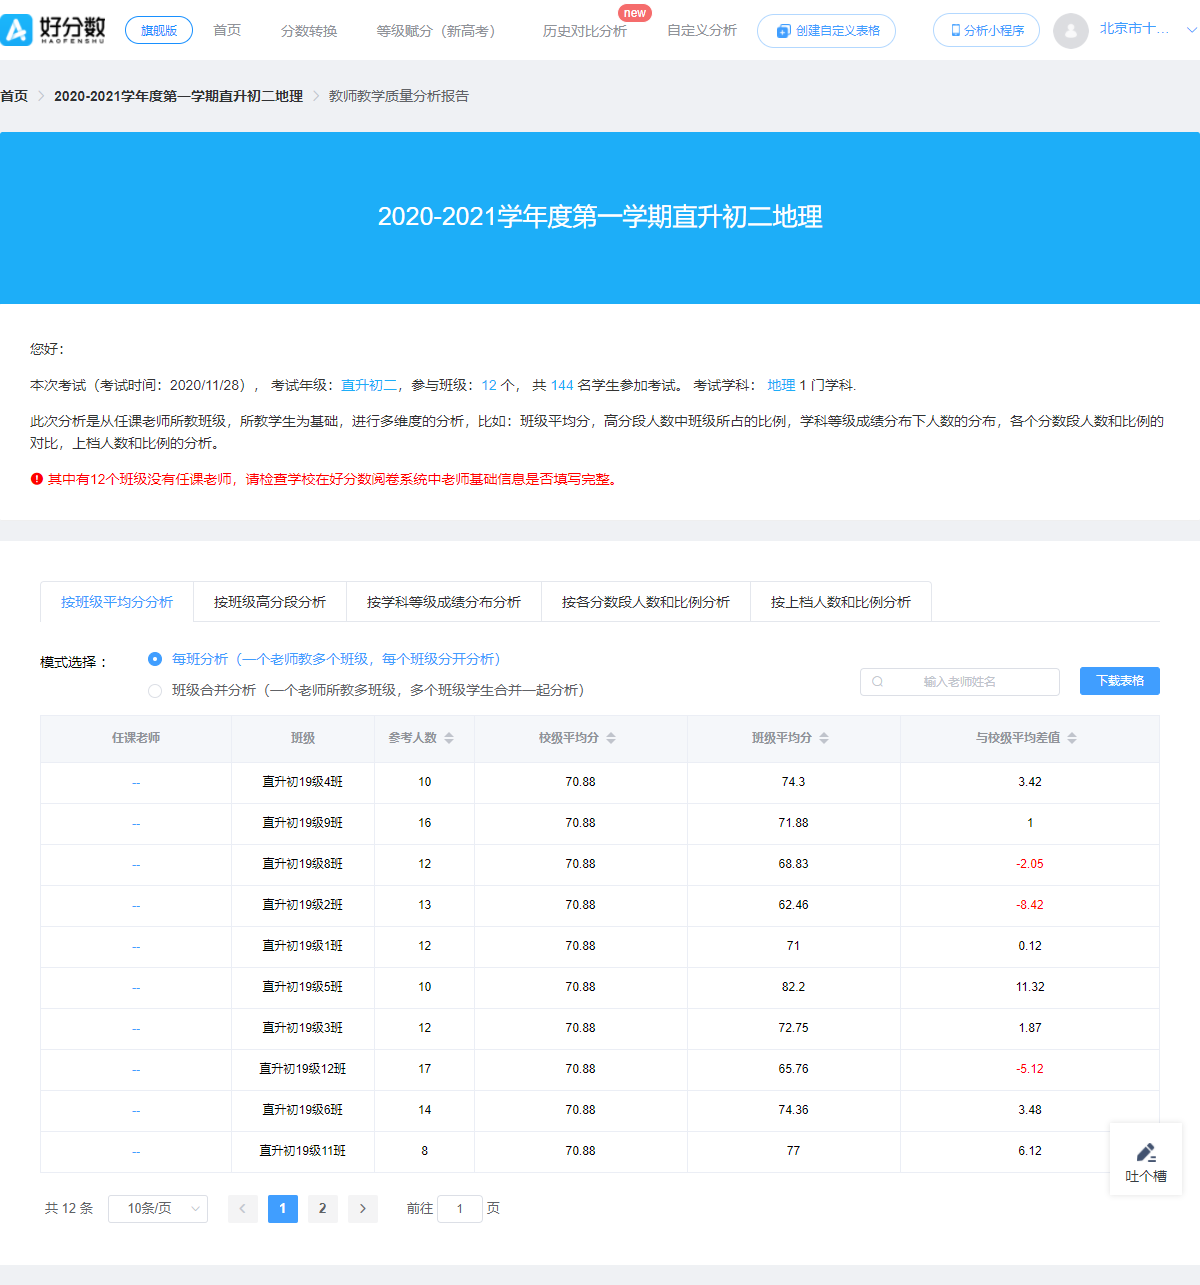 好分数
HAOFENSHU
旗舰版
首页
分数转换
等级赋分（新高考）
历史对比分析
new
自定义分析
创建自定义表格
分析小程序
北京市十...
首页 > 2020-2021学年度第一学期直升初二地理 > 教师教学质量分析报告
2020-2021学年度第一学期直升初二地理
您好：
本次考试（考试时间：2020/11/28）， 考试年级：直升初二，参与班级：12 个， 共 144 名学生参加考试。 考试学科： 地理 1 门学科.
此次分析是从任课老师所教班级，所教学生为基础，进行多维度的分析，比如：班级平均分，高分段人数中班级所占的比例，学科等级成绩分布下人数的分布，各个分数段人数和比例的
对比，上档人数和比例的分析。
其中有12个班级没有任课老师，请检查学校在好分数阅卷系统中老师基础信息是否填写完整。
按班级平均分分析 按班级高分段分析 按学科等级成绩分布分析 按各分数段人数和比例分析 按上档人数和比例分析
模式选择：
每班分析（一个老师教多个班级，每个班级分开分析）
班级合并分析（一个老师所教多班级，多个班级学生合并一起分析）
输入老师姓名
下载表格
任课老师 班级 参考人数 校级平均分 班级平均分 与校级平均差值
-- 直升初19级4班 10 70.88 74.3 3.42
-- 直升初19级9班 16 70.88 71.88 1
-- 直升初19级8班 12 70.88 68.83 -2.05
-- 直升初19级2班 13 70.88 62.46 -8.42
-- 直升初19级1班 12 70.88 71 0.12
-- 直升初19级5班 10 70.88 82.2 11.32
-- 直升初19级3班 12 70.88 72.75 1.87
-- 直升初19级12班 17 70.88 65.76 -5.12
-- 直升初19级6班 14 70.88 74.36 3.48
-- 直升初19级11班 8 70.88 77 6.12
吐个槽
共 12 条 10条/页 < 1 2 > 前往 1 页